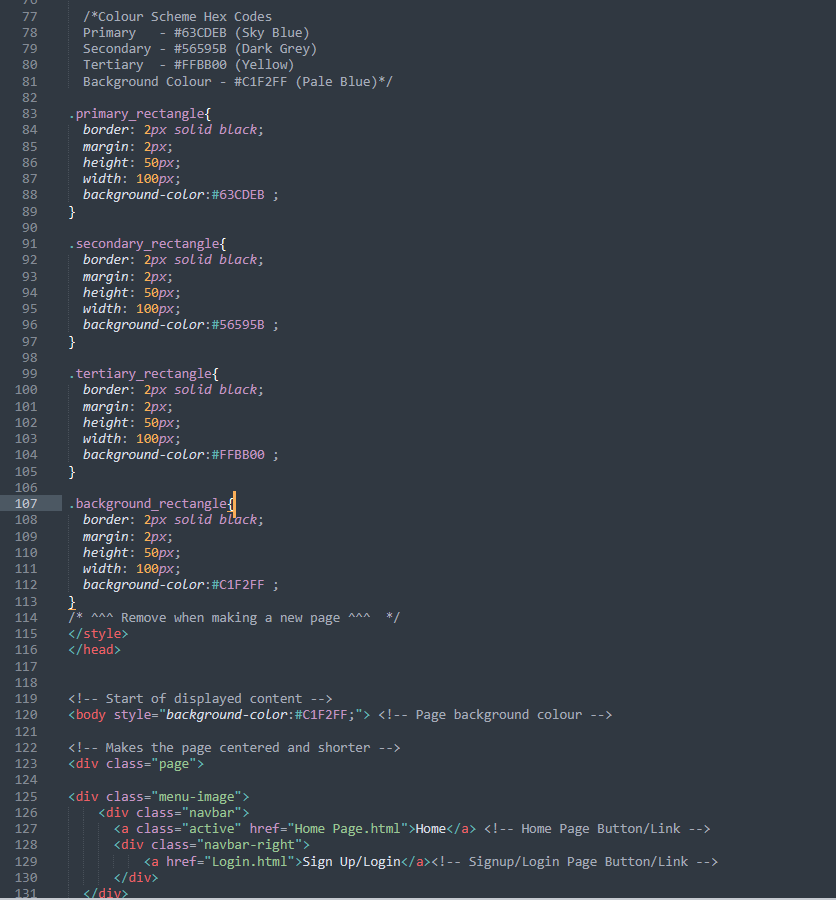 77 /*Colour Scheme Hex Codes
78 Primary - #63CDEB (Sky Blue)
79 Secondary - #56595B (Dark Grey)
80 Tertiary - #FFBB00 (Yellow)
81 Background Colour - #C1F2FF (Pale Blue)*/
82
83 .primary_rectangle{
84 border: 2px solid black;
85 margin: 2px;
86 height: 50px;
87 width: 100px;
88 background-color:#63CDEB ;
89 }
90
91 .secondary_rectangle{
92 border: 2px solid black;
93 margin: 2px;
94 height: 50px;
95 width: 100px;
96 background-color:#56595B ;
97 }
98
99 .tertiary_rectangle{
100 border: 2px solid black;
101 margin: 2px;
102 height: 50px;
103 width: 100px;
104 background-color:#FFBB00 ;
105 }
106
107 .background_rectangle{
108 border: 2px solid black;
109 margin: 2px;
110 height: 50px;
111 width: 100px;
112 background-color:#C1F2FF ;
113 }
114 /* ^^^ Remove when making a new page ^^^ */
115 </style>
116 </head>
117
118
119 <!-- Start of displayed content -->
120 <body style="background-color:#C1F2FF;"> <!-- Page background colour -->
121
122 <!-- Makes the page centered and shorter -->
123 <div class="page">
124
125 <div class="menu-image">
126 <div class="navbar">
127 <a class="active" href="Home Page.html">Home</a> <!-- Home Page Button/Link -->
128 <div class="navbar-right">
129 <a href="Login.html">Sign Up/Login</a><!-- Signup/Login Page Button/Link -->
130 </div>
131 </div>